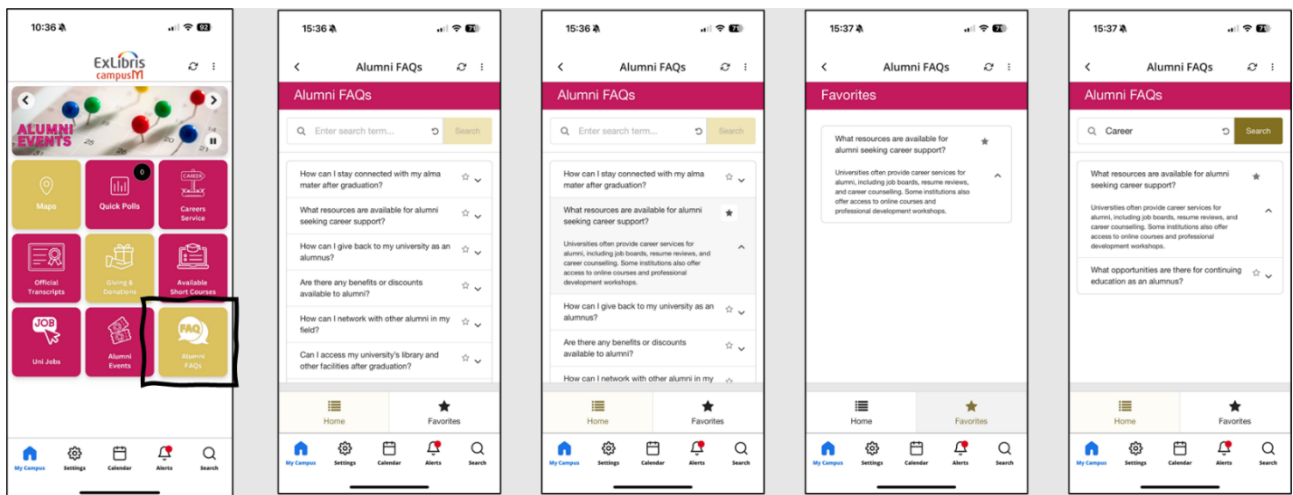 10:36
92
ExLibris
campusM
ALUMNI
EVENTS
Maps
Quick Polls
0
CAREER
Careers
Service
Official
Transcripts
Giving &
Donations
Available
Short Courses
JOB
Uni Jobs
Alumni
Events
FAQ
Alumni
FAQs
My Campus
Settings
Calendar
Alerts
Search
15:36
Alumni FAQs
Alumni FAQs
Enter search term...
Search
How can I stay connected with my alma
mater after graduation?
What resources are available for alumni
seeking career support?
How can I give back to my university as an
alumnus?
Are there any benefits or discounts
available to alumni?
How can I network with other alumni in my
field?
Can I access my university's library and
other facilities after graduation?
Home
Favorites
My Campus
Settings
Calendar
Alerts
Search
15:36
Alumni FAQs
Alumni FAQs
Enter search term...
Search
How can I stay connected with my alma
mater after graduation?
What resources are available for alumni
seeking career support?
Universities often provide career services for
alumni, including job boards, resume reviews, and
career counselling. Some institutions also offer
access to online courses and professional
development workshops.
How can I give back to my university as an
alumnus?
Are there any benefits or discounts
available to alumni?
How can I network with other alumni in my
Home
Favorites
My Campus
Settings
Calendar
Alerts
Search
15:37
Alumni FAQs
Favorites
What resources are available for
alumni seeking career support?
Universities often provide career services for
alumni, including job boards, resume reviews,
and career counselling. Some institutions also
offer access to online courses and
professional development workshops.
Home
Favorites
My Campus
Settings
Calendar
Alerts
Search
15:37
Alumni FAQs
Alumni FAQs
Career
Search
What resources are available for alumni
seeking career support?
Universities often provide career services for
alumni, including job boards, resume reviews, and
career counselling. Some institutions also offer
access to online courses and professional
development workshops.
What opportunities are there for continuing
education as an alumnus?
Home
Favorites
My Campus
Settings
Calendar
Alerts
Search